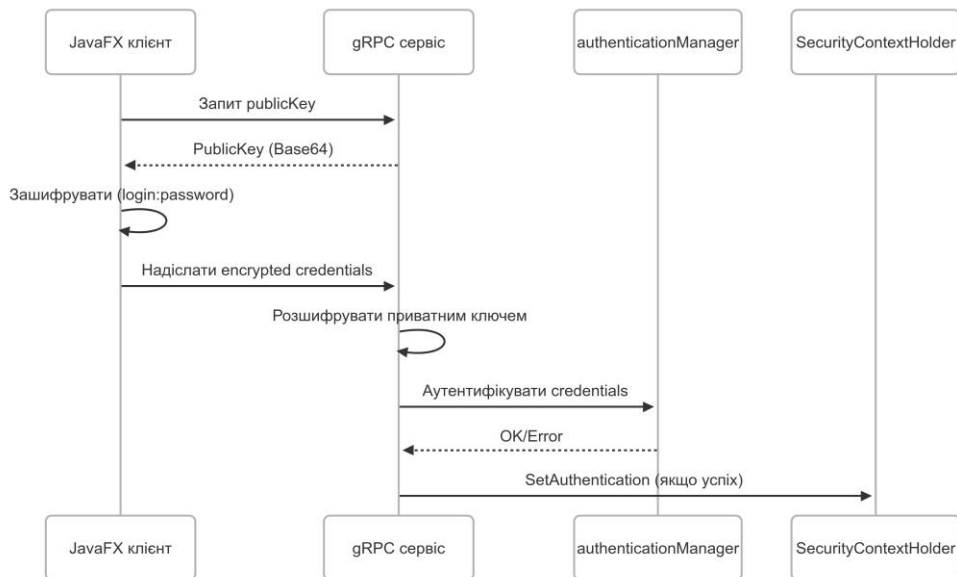 JavaFX клієнт
gRPC сервіс
authenticationManager
SecurityContextHolder
Запит publicKey
PublicKey (Base64)
Зашифрувати (login:password)
Надіслати encrypted credentials
Розшифрувати приватним ключем
Аутентифікувати credentials
OK/Error
SetAuthentication (якщо успіх)
JavaFX клієнт
gRPC сервіс
authenticationManager
SecurityContextHolder